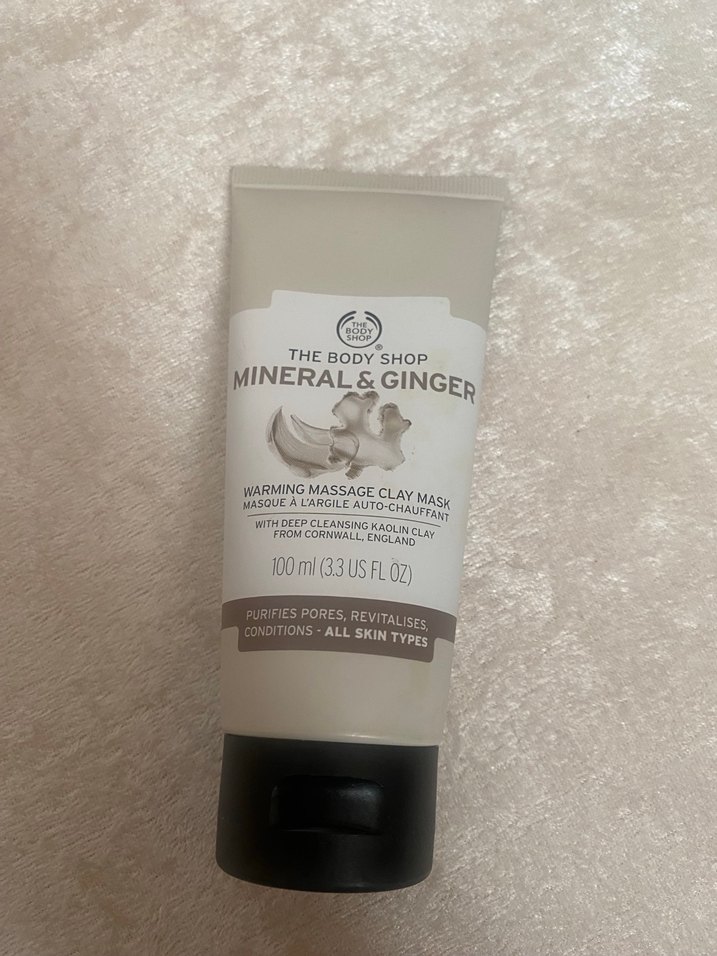 THE
BODY
SHOP
®
THE BODY SHOP
MINERAL & GINGER
WARMING MASSAGE CLAY MASK
MASQUE À L'ARGILE AUTO-CHAUFFANT
WITH DEEP CLEANSING KAOLIN CLAY
FROM CORNWALL, ENGLAND
100 ml (3.3 US FL OZ)
PURIFIES PORES, REVITALISES,
CONDITIONS - ALL SKIN TYPES